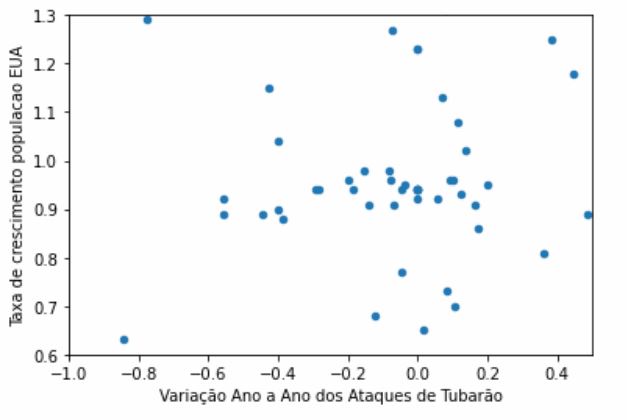 1.3
1.2
1.1
1.0
0.9
0.8
0.7
0.6
Taxa de crescimento populacao EUA
−1.0 −0.8 −0.6 −0.4 −0.2 0.0 0.2 0.4
Variação Ano a Ano dos Ataques de Tubarão